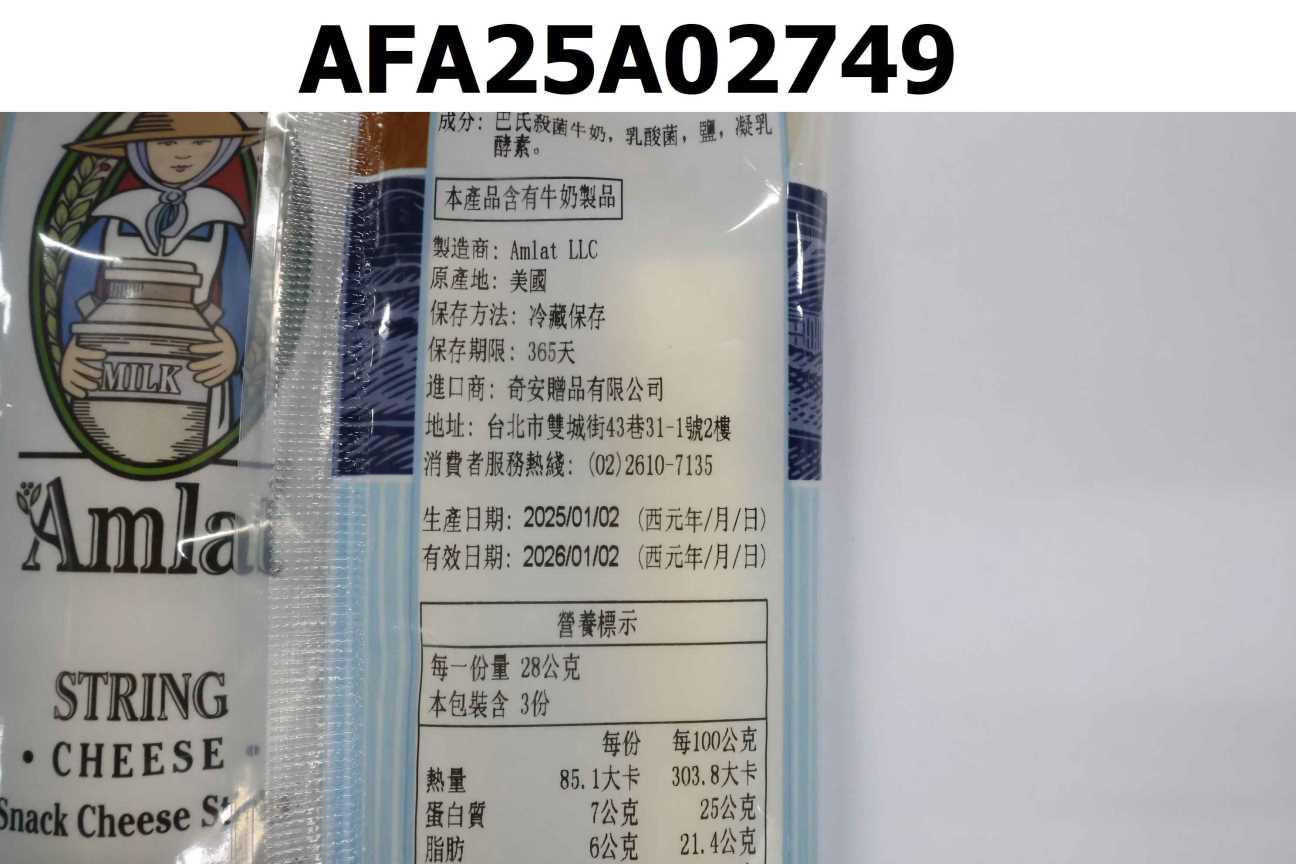 AFA25A02749
MILK
Amla
STRING
• CHEESE
Snack Cheese St
成分: 巴氏殺菌牛奶, 乳酸菌, 鹽, 凝乳
酵素。
本產品含有牛奶製品
製造商: Amlat LLC
原產地: 美國
保存方法: 冷藏保存
保存期限: 365天
進口商: 奇安贈品有限公司
地址: 台北市雙城街43巷31-1號2樓
消費者服務熱綫: (02)2610-7135
生產日期: 2025/01/02 (西元年/月/日)
有效日期: 2026/01/02 (西元年/月/日)
營養標示
每一份量 28公克
本包裝含 3份
每份 每100公克
熱量 85.1大卡 303.8大卡
蛋白質 7公克 25公克
脂肪 6公克 21.4公克